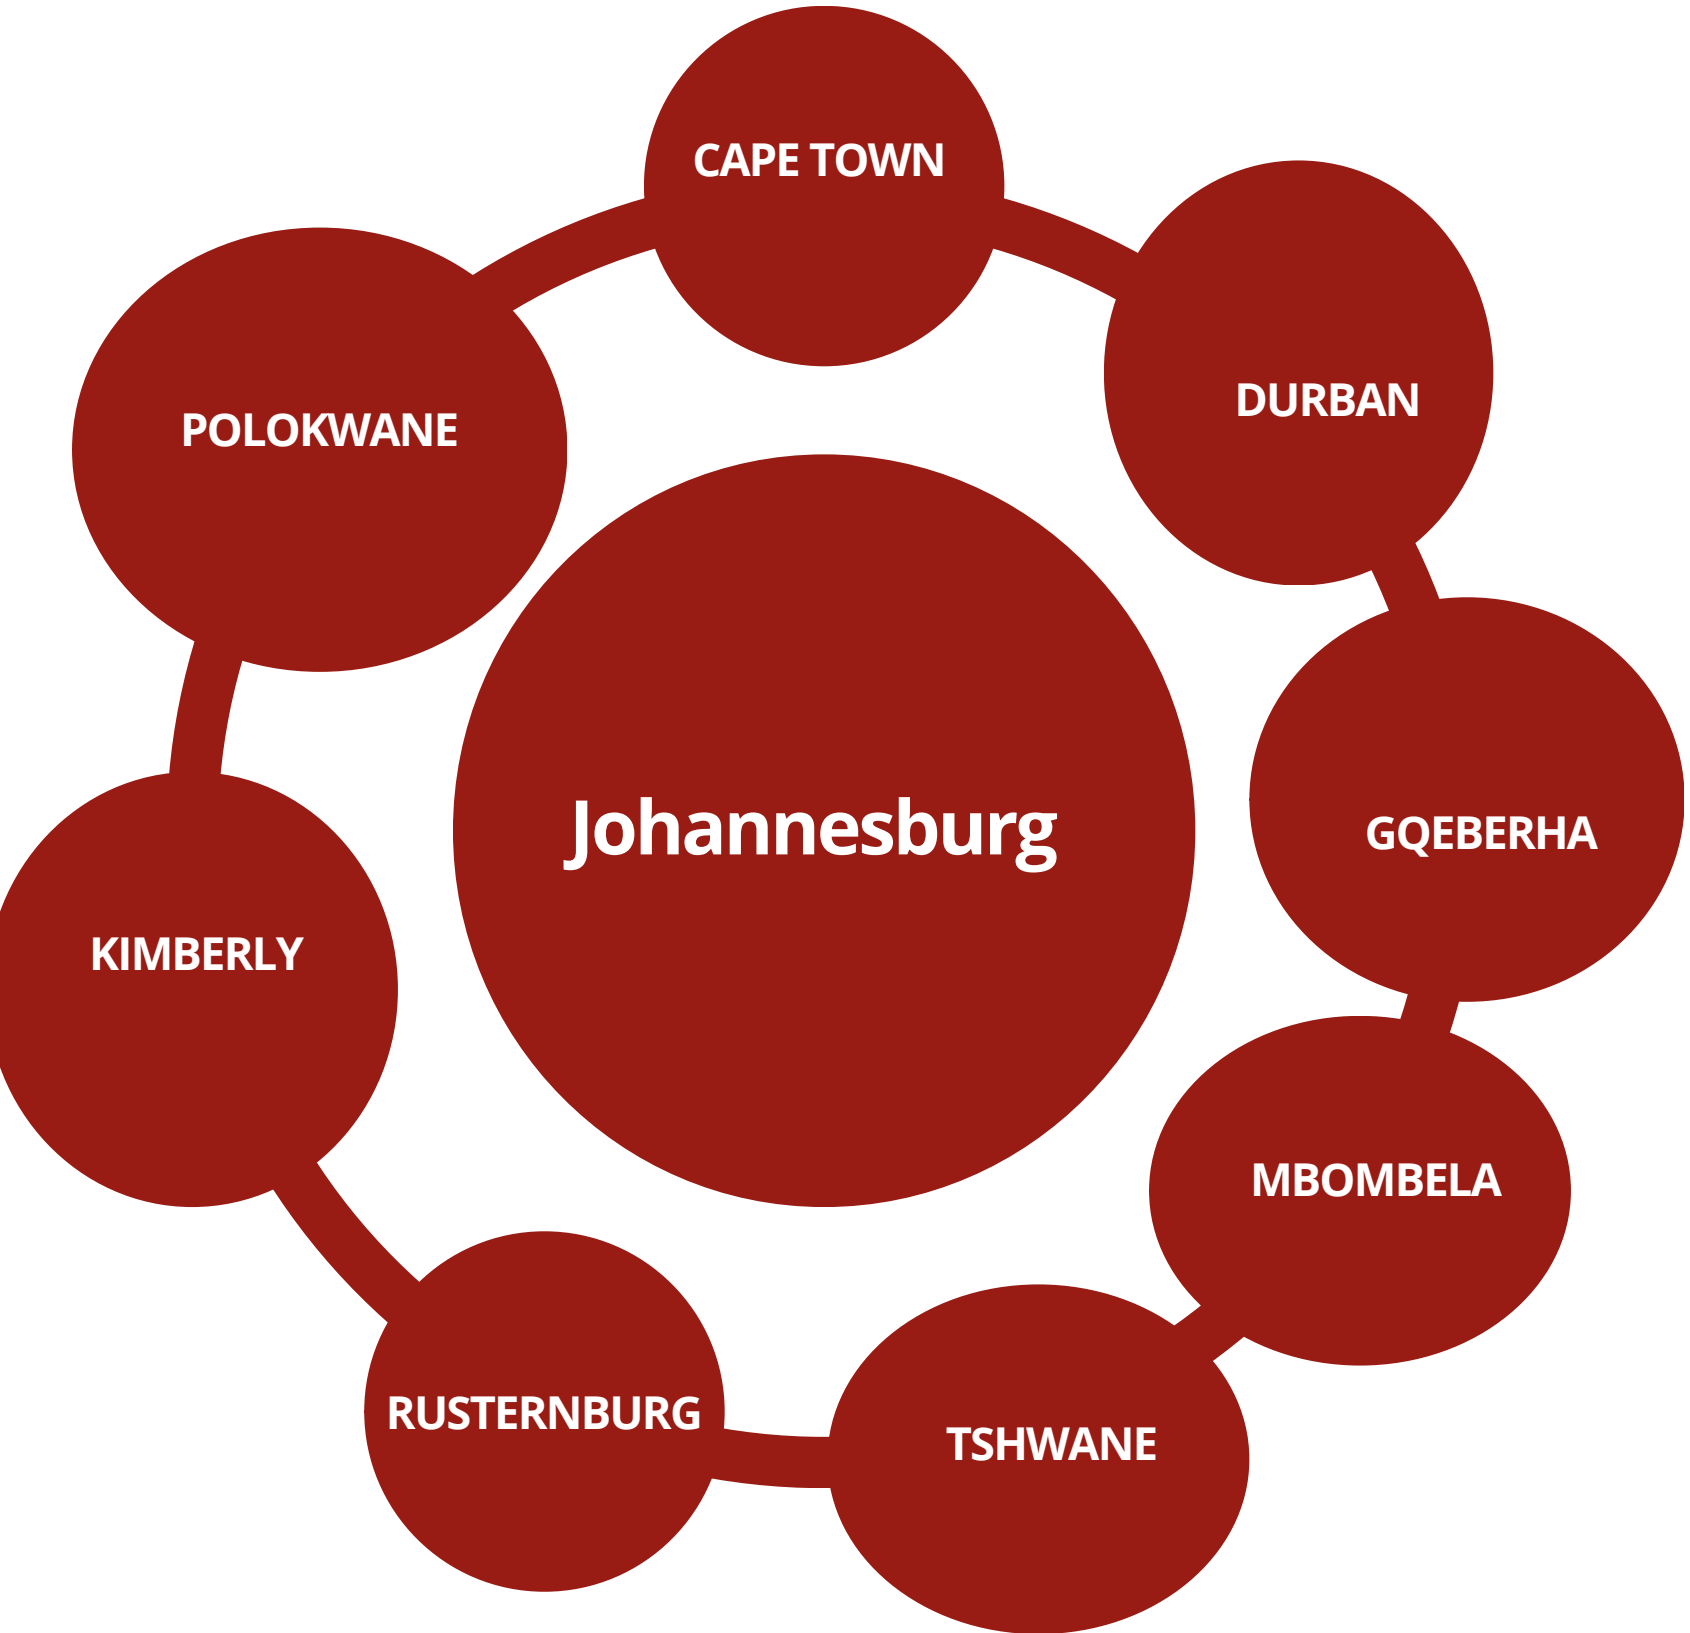 CAPE TOWN
DURBAN
POLOKWANE
Johannesburg
GQEBERHA
KIMBERLY
MBOMBELA
RUSTERNBURG
TSHWANE